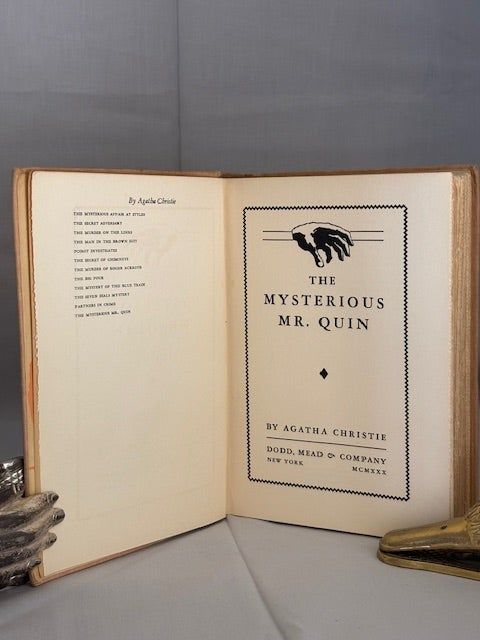 By Agatha Christie
THE MYSTERIOUS AFFAIR AT STYLES
THE SECRET ADVERSARY
THE MURDER ON THE LINKS
THE MAN IN THE BROWN SUIT
POIROT INVESTIGATES
THE SECRET OF CHIMNEYS
THE MURDER OF ROGER ACKROYD
THE BIG FOUR
THE MYSTERY OF THE BLUE TRAIN
THE SEVEN DIALS MYSTERY
PARTNERS IN CRIME
THE MYSTERIOUS MR. QUIN
THE
MYSTERIOUS
MR. QUIN
BY AGATHA CHRISTIE
DODD, MEAD & COMPANY
NEW YORK MCMXXX